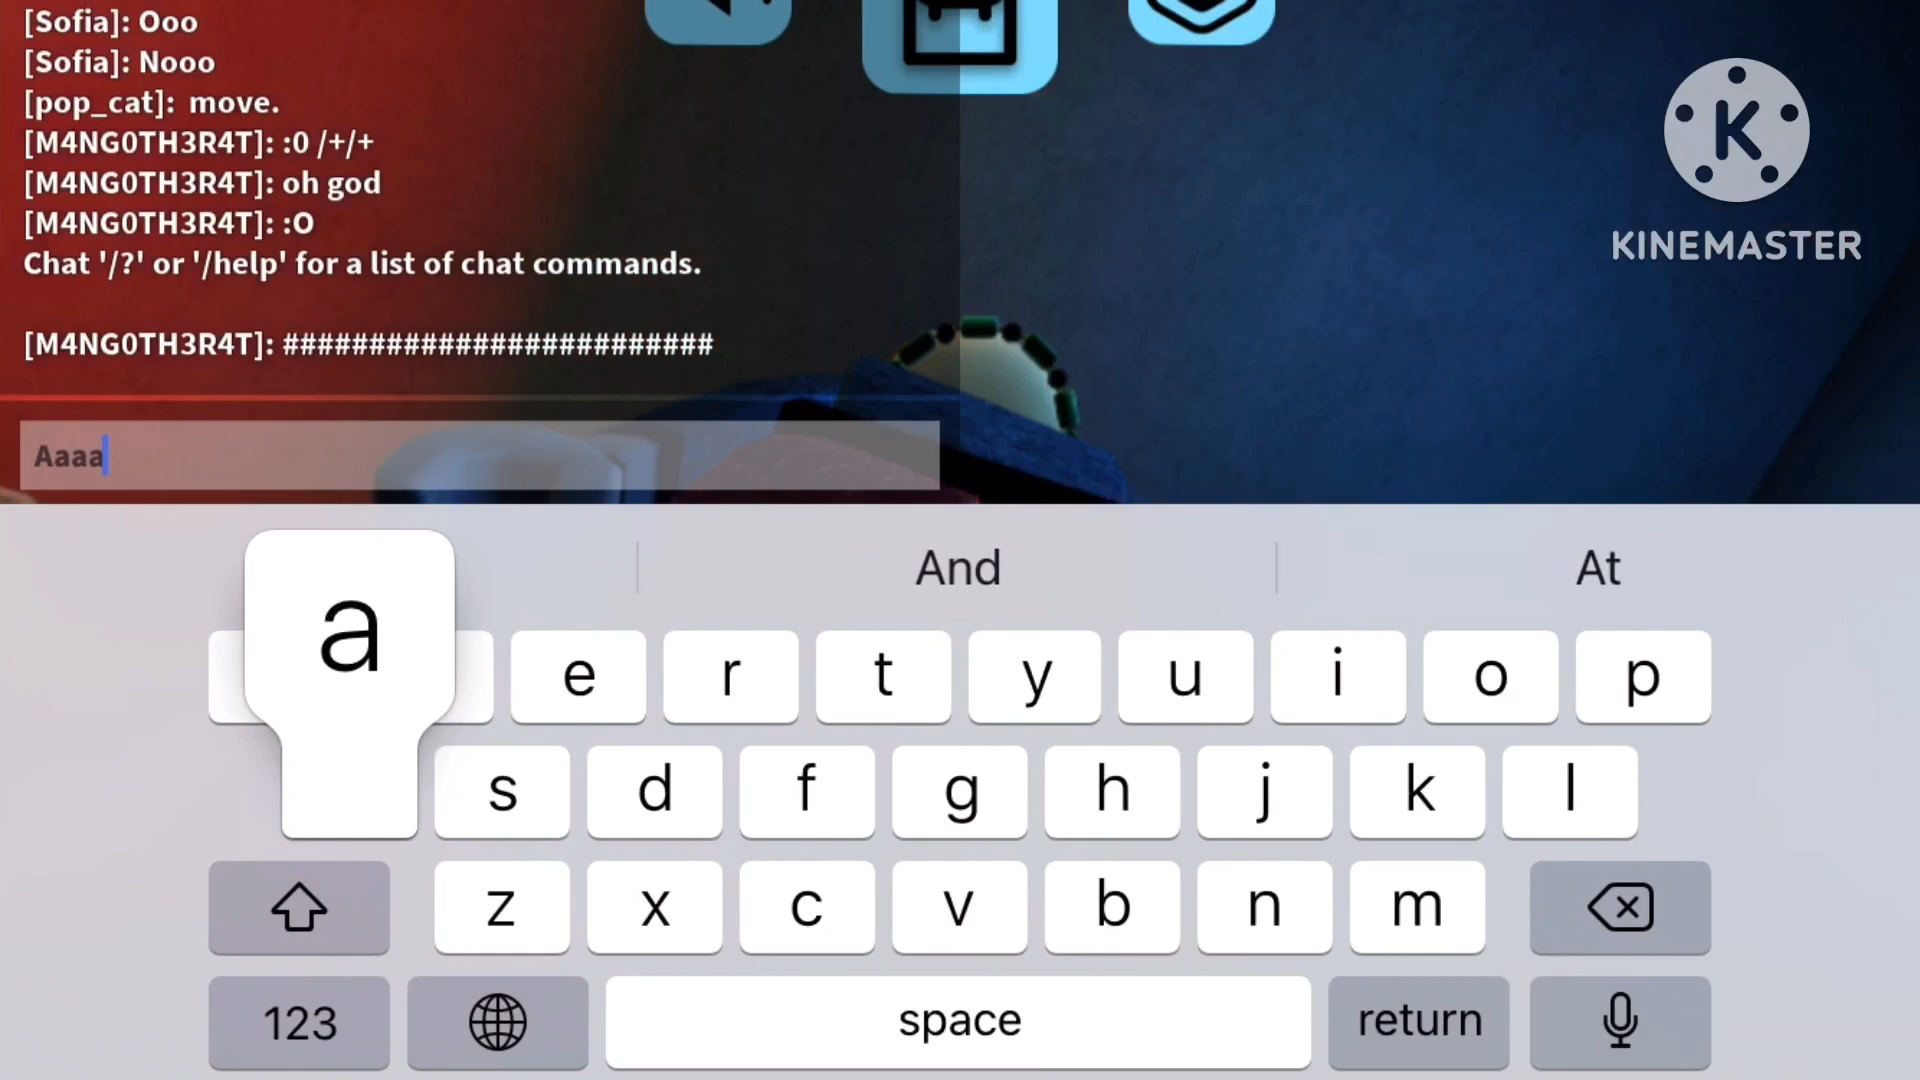 [Sofia]: Ooo
[Sofia]: Nooo
[pop_cat]: move.
[M4NG0TH3R4T]: :0 /+/+
[M4NG0TH3R4T]: oh god
[M4NG0TH3R4T]: :O
Chat '/?' or '/help' for a list of chat commands.
[M4NG0TH3R4T]: #########################
K
KINEMASTER
Aaaa
And At
a
e r t y u i o p
s d f g h j k l
z x c v b n m
123 space return